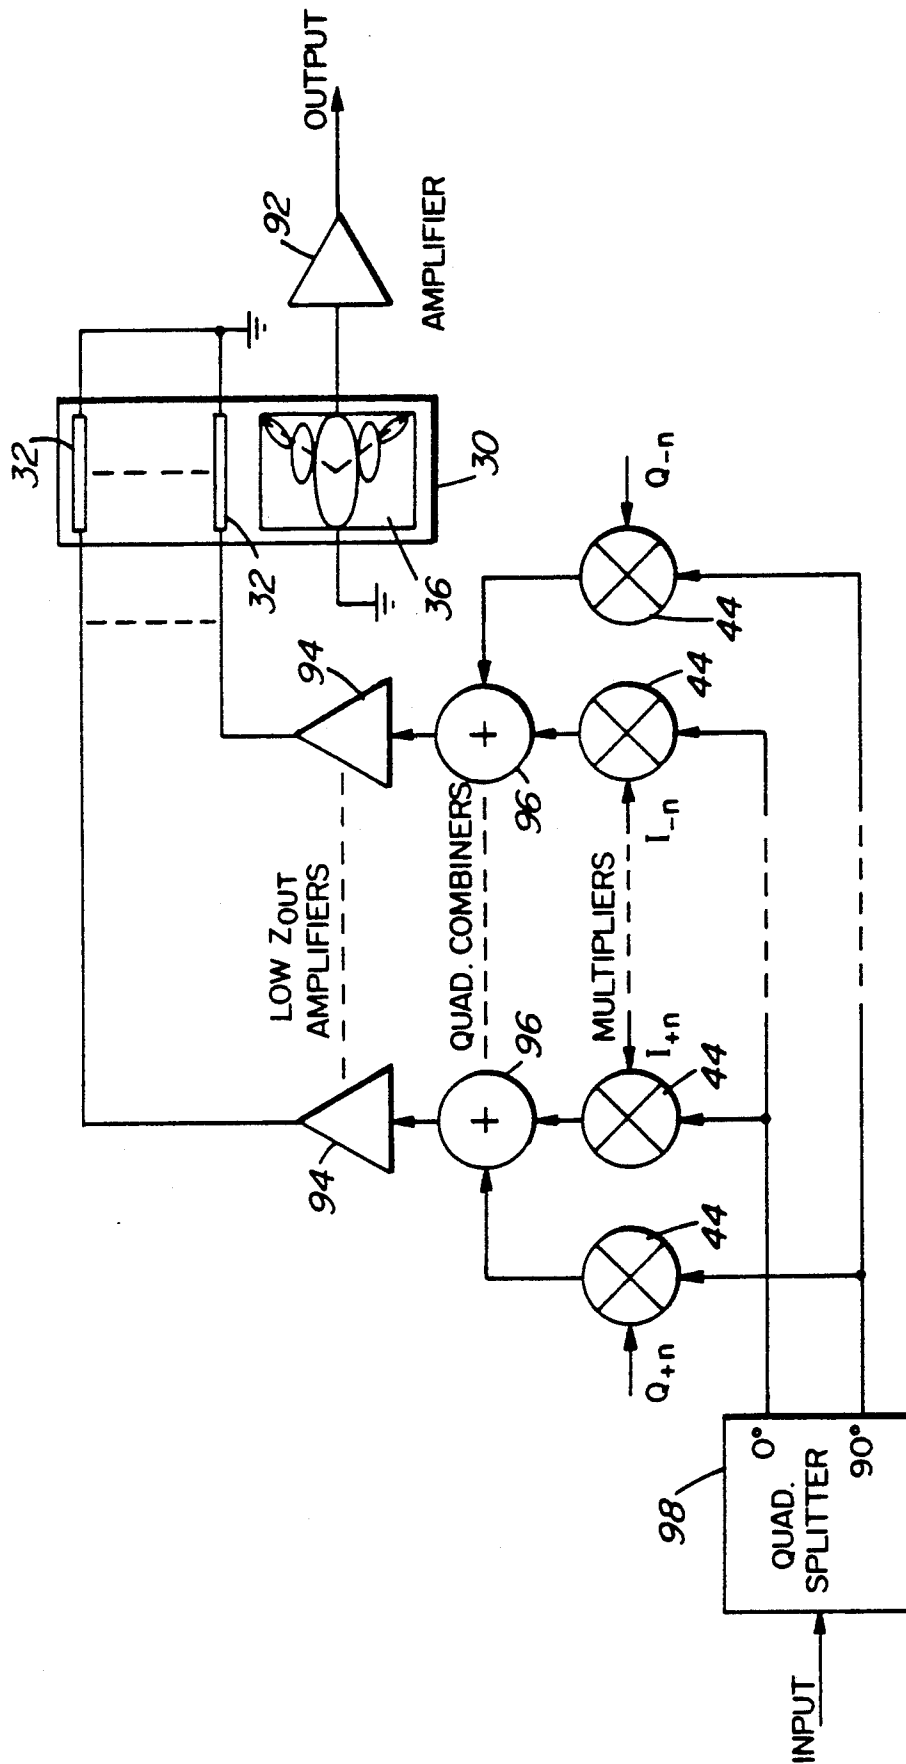 INPUT
98
QUAD.
SPLITTER
0°
90°
Q+n
44
44
I+n
MULTIPLIERS
I-n
44
44
Q-n
96
QUAD. COMBINERS
96
94
LOW ZOUT
AMPLIFIERS
94
32
32
36
30
92
AMPLIFIER
OUTPUT